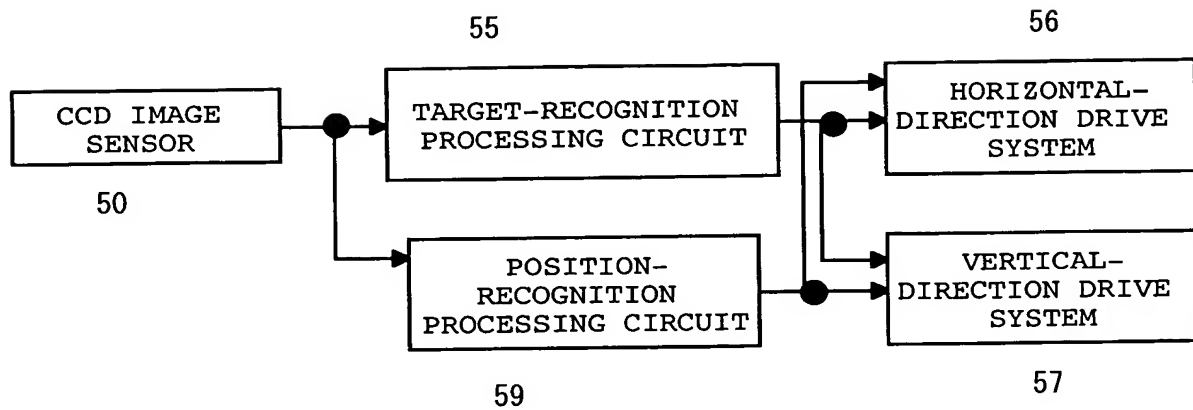 55
56
CCD IMAGE
SENSOR
TARGET-RECOGNITION
PROCESSING CIRCUIT
HORIZONTAL-
DIRECTION DRIVE
SYSTEM
50
POSITION-
RECOGNITION
PROCESSING CIRCUIT
VERTICAL-
DIRECTION DRIVE
SYSTEM
59
57